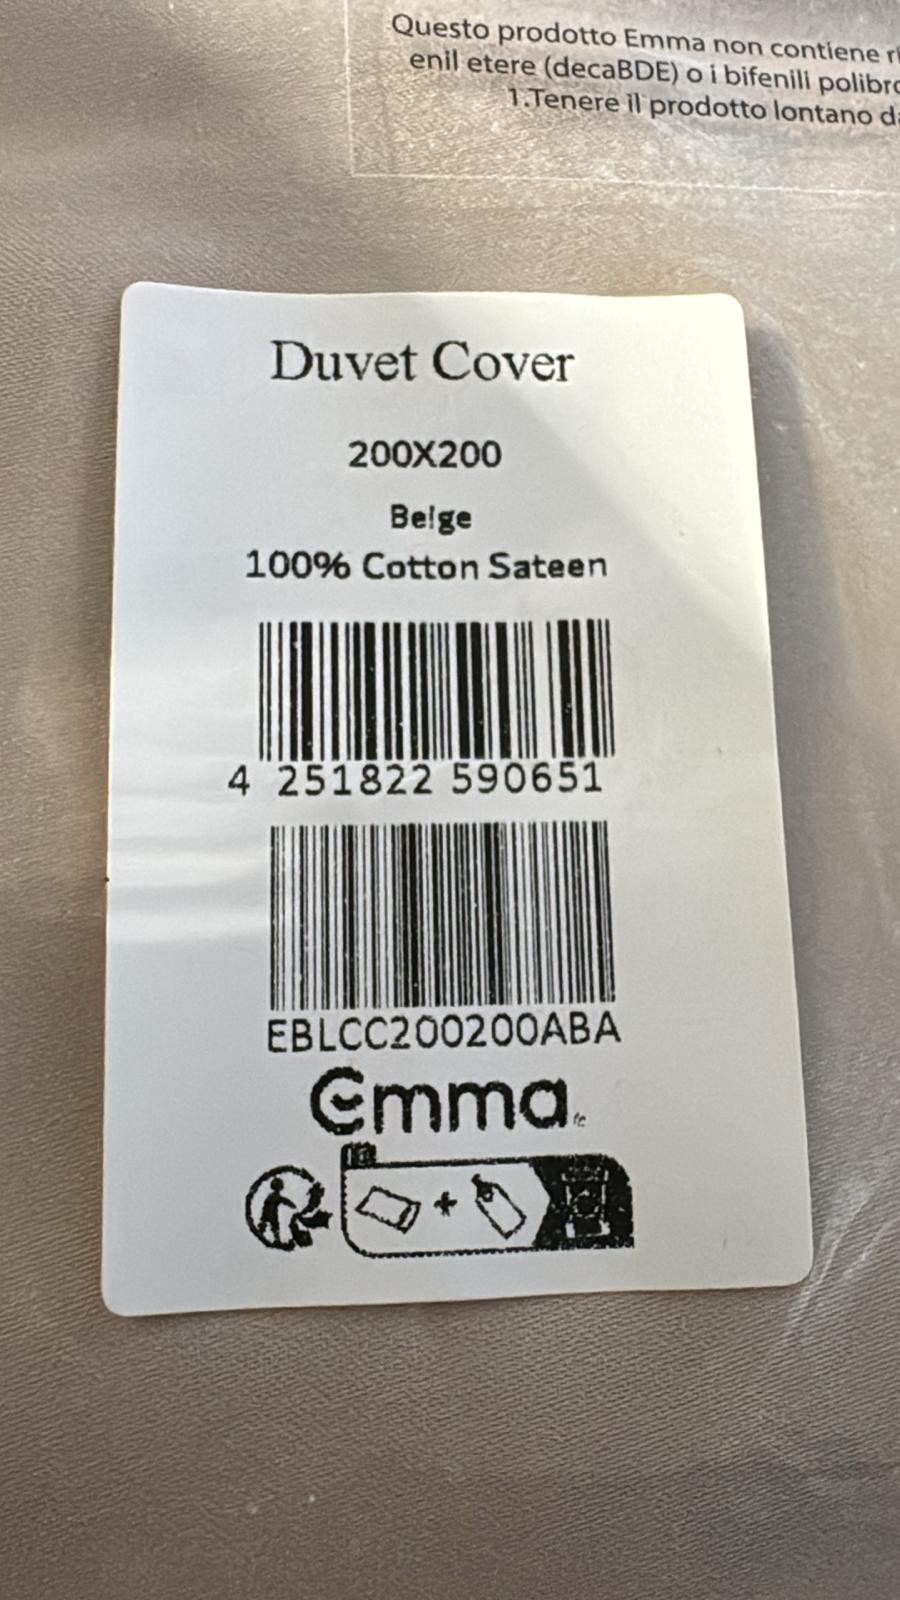 Questo prodotto Emma non contiene
enil etere (decaBDE) o i bifenili
1.Tenere il prodotto lontano
Duvet Cover
200X200
Beige
100% Cotton Sateen
4 251822 590651
EBLCC200200ABA
Emma